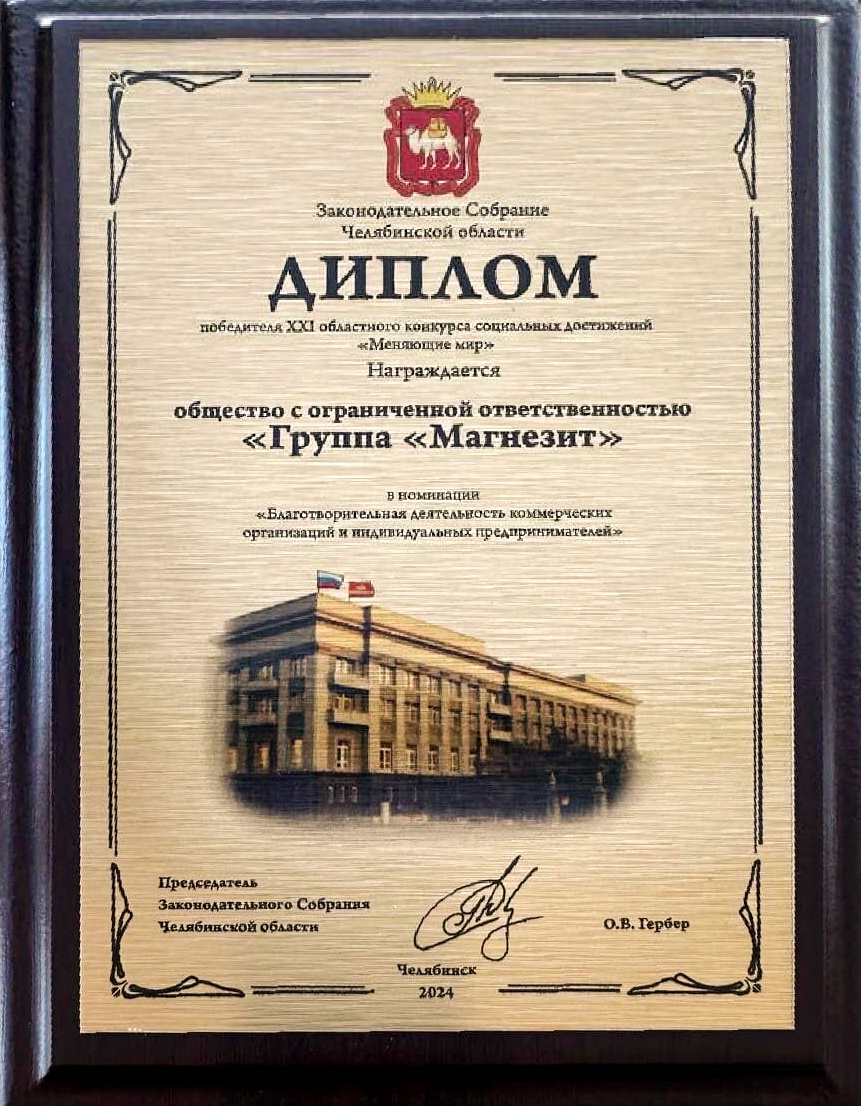 Законодательное Собрание
Челябинской области
ДИПЛОМ
победителя XXI областного конкурса социальных достижений
«Меняющие мир»
Награждается
общество с ограниченной ответственностью
«Группа «Магнезит»
в номинации
«Благотворительная деятельность коммерческих
организаций и индивидуальных предпринимателей»
Председатель
Законодательного Собрания
Челябинской области
О.В. Гербер
Челябинск
2024